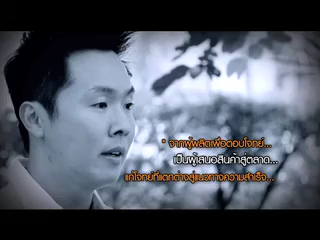 " จากผู้ผลิตเพื่อตอบโจทย์...
เป็นผู้เสนอสินค้าสู่ตลาด...
แก้โจทย์ที่แตกต่างสู่แนวทางความสำเร็จ...